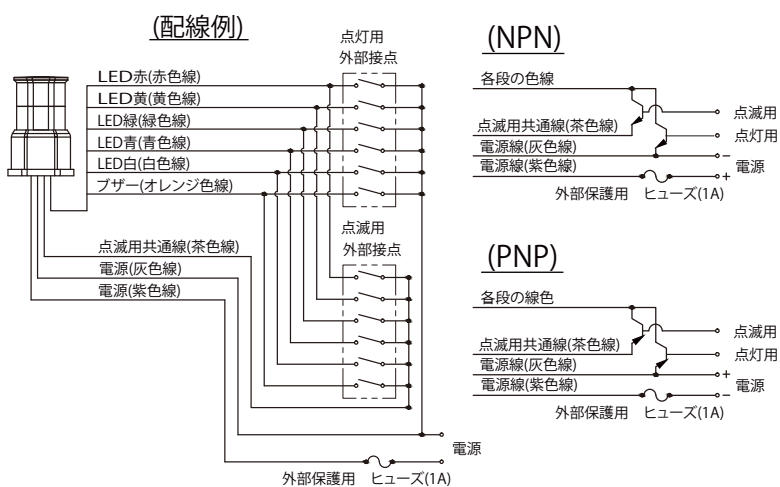 (配線例)
点灯用
外部接点
LED赤(赤色線)
LED黄(黄色線)
LED緑(緑色線)
LED青(青色線)
LED白(白色線)
ブザー(オレンジ色線)
点滅用
外部接点
点滅用共通線(茶色線)
電源(灰色線)
電源(紫色線)
電源
外部保護用 ヒューズ(1A)
(NPN)
各段の色線
点滅用
点滅用共通線(茶色線)
点灯用
電源線(灰色線)
−
電源
電源線(紫色線)
+
外部保護用 ヒューズ(1A)
(PNP)
各段の線色
点滅用
点滅用共通線(茶色線)
点灯用
電源線(灰色線)
+
電源
電源線(紫色線)
−
外部保護用 ヒューズ(1A)